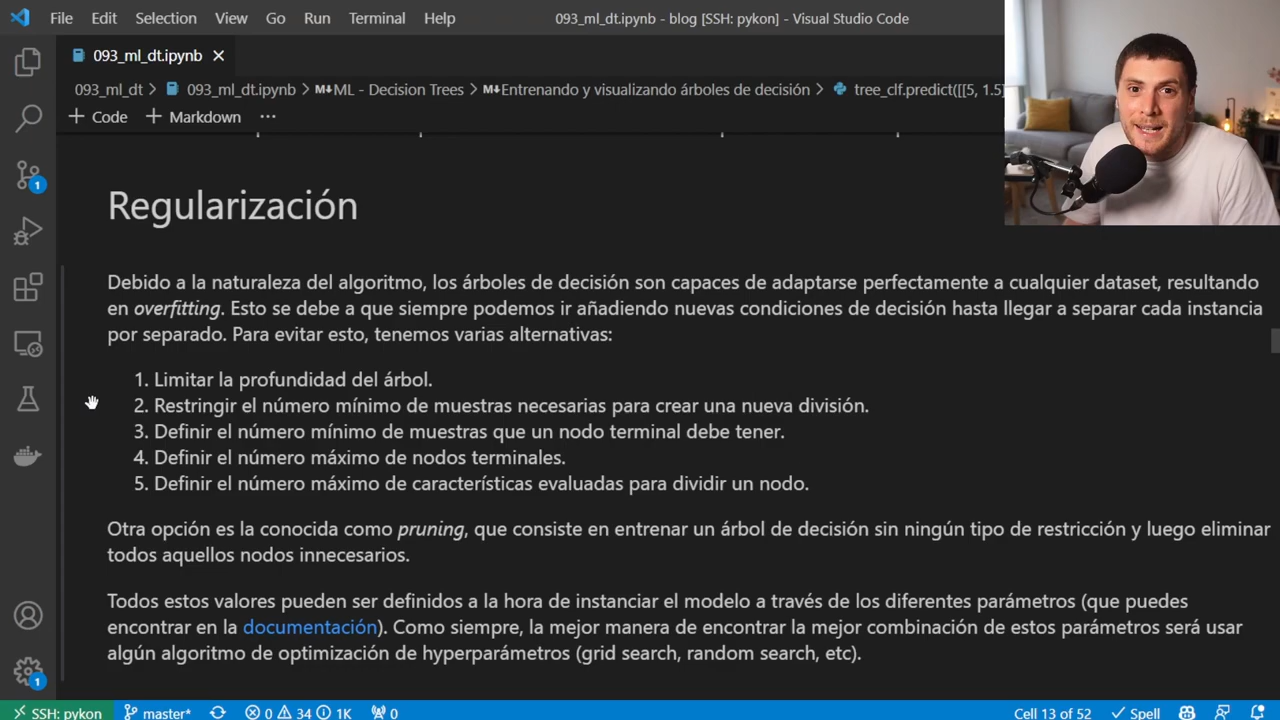 File Edit Selection View Go Run Terminal Help 093_ml_dt.ipynb - blog [SSH: pykon] - Visual Studio Code
093_ml_dt.ipynb
093_ml_dt > 093_ml_dt.ipynb > M↓ML - Decision Trees > M↓Entrenando y visualizando árboles de decisión > tree_clf.predict([[5, 1.5]
+ Code + Markdown ...
Regularización
Debido a la naturaleza del algoritmo, los árboles de decisión son capaces de adaptarse perfectamente a cualquier dataset, resultando
en overfitting. Esto se debe a que siempre podemos ir añadiendo nuevas condiciones de decisión hasta llegar a separar cada instancia
por separado. Para evitar esto, tenemos varias alternativas:
1. Limitar la profundidad del árbol.
2. Restringir el número mínimo de muestras necesarias para crear una nueva división.
3. Definir el número mínimo de muestras que un nodo terminal debe tener.
4. Definir el número máximo de nodos terminales.
5. Definir el número máximo de características evaluadas para dividir un nodo.
Otra opción es la conocida como pruning, que consiste en entrenar un árbol de decisión sin ningún tipo de restricción y luego eliminar
todos aquellos nodos innecesarios.
Todos estos valores pueden ser definidos a la hora de instanciar el modelo a través de los diferentes parámetros (que puedes
encontrar en la documentación). Como siempre, la mejor manera de encontrar la mejor combinación de estos parámetros será usar
algún algoritmo de optimización de hyperparámetros (grid search, random search, etc).
1
1
SSH: pykon master* 0 34 1K 0 Cell 13 of 52 Spell